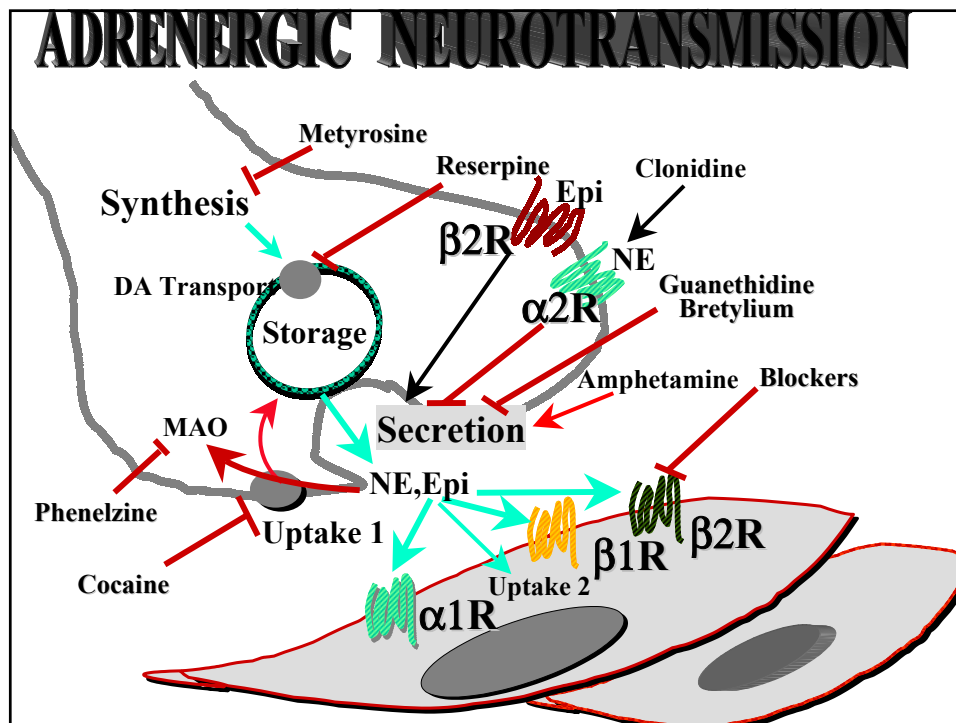 ADRENERGIC NEUROTRANSMISSION
Metyrosine
Reserpine
Clonidine
Synthesis
Epi
β2R
NE
DA Transport
Guanethidine
Bretylium
α2R
Storage
Amphetamine
Blockers
MAO
Secretion
NE,Epi
Phenelzine
Uptake 1
β2R
β1R
Cocaine
Uptake 2
α1R